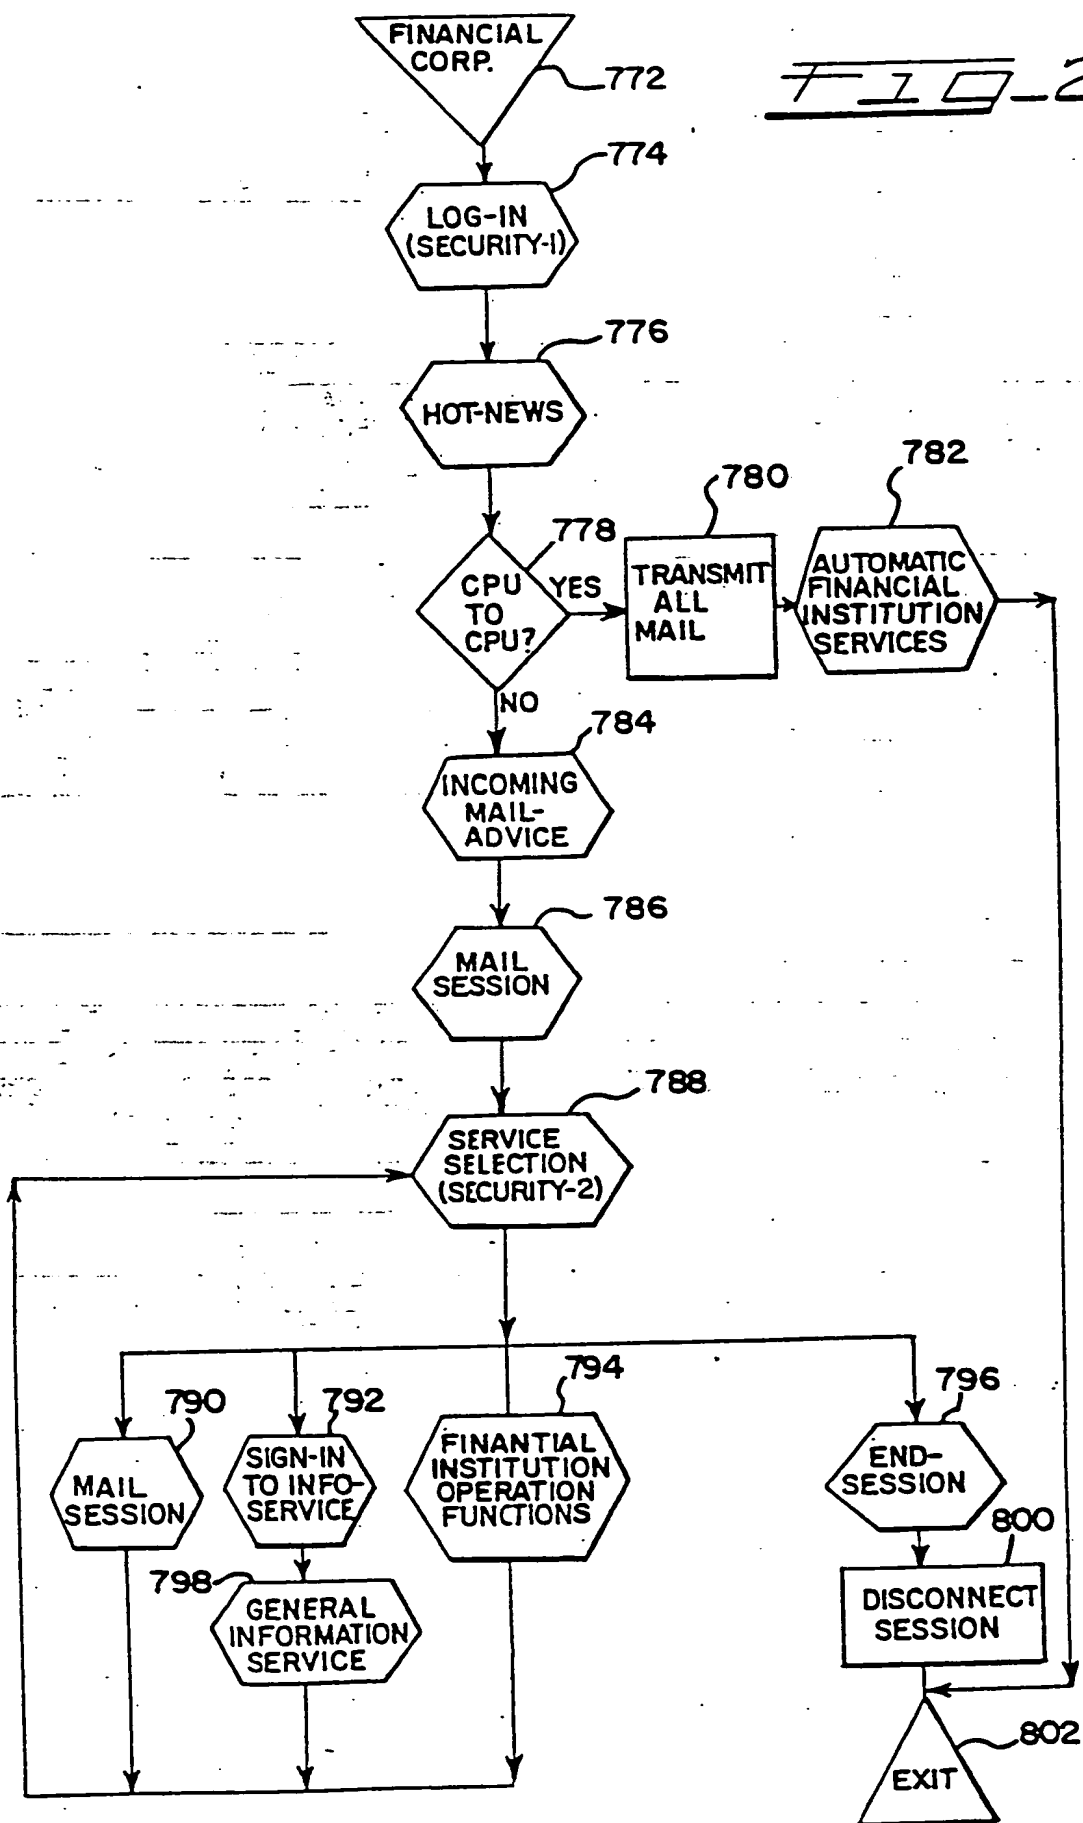 FINANCIAL
CORP.
772
Fig_2
774
LOG-IN
(SECURITY-1)
776
HOT-NEWS
778
CPU
TO
CPU?
YES
NO
780
TRANSMIT
ALL
MAIL
782
AUTOMATIC
FINANCIAL
INSTITUTION
SERVICES
784
INCOMING
MAIL-
ADVICE
786
MAIL
SESSION
788
SERVICE
SELECTION
(SECURITY-2)
790
MAIL
SESSION
792
SIGN-IN
TO INFO-
SERVICE
794
FINANTIAL
INSTITUTION
OPERATION
FUNCTIONS
796
END-
SESSION
798
GENERAL
INFORMATION
SERVICE
800
DISCONNECT
SESSION
802
EXIT